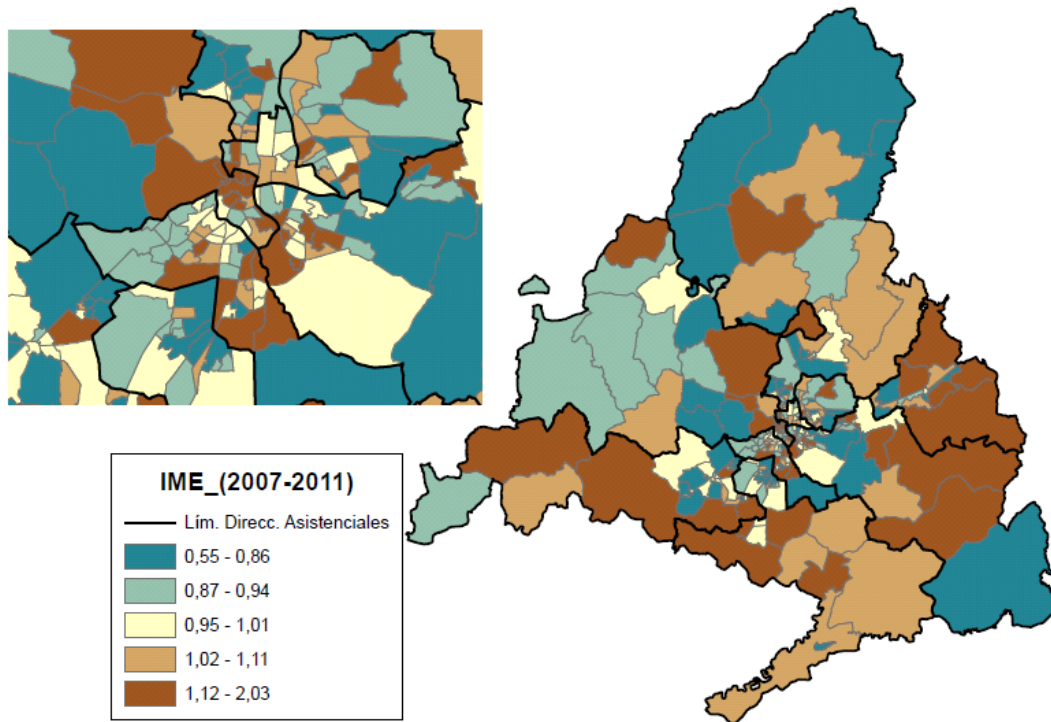 IME_(2007-2011)
Lím. Direcc. Asistenciales
0,55 - 0,86
0,87 - 0,94
0,95 - 1,01
1,02 - 1,11
1,12 - 2,03